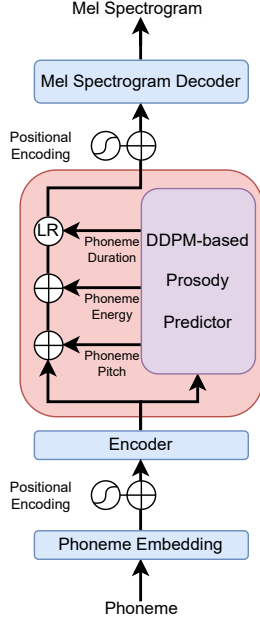 Mel Spectrogram
Mel Spectrogram Decoder
Positional
Encoding
LR
Phoneme
Duration
DDPM-based
Phoneme
Energy
Prosody
Predictor
Phoneme
Pitch
Encoder
Positional
Encoding
Phoneme Embedding
Phoneme